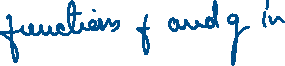 functions f and g in